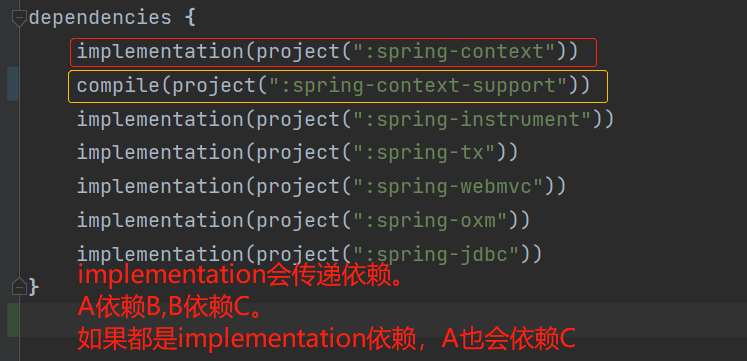 dependencies {
implementation(project(":spring-context"))
compile(project(":spring-context-support"))
implementation(project(":spring-instrument"))
implementation(project(":spring-tx"))
implementation(project(":spring-webmvc"))
implementation(project(":spring-oxm"))
implementation(project(":spring-jdbc"))
}
implementation会传递依赖。
A依赖B,B依赖C。
如果都是implementation依赖，A也会依赖C